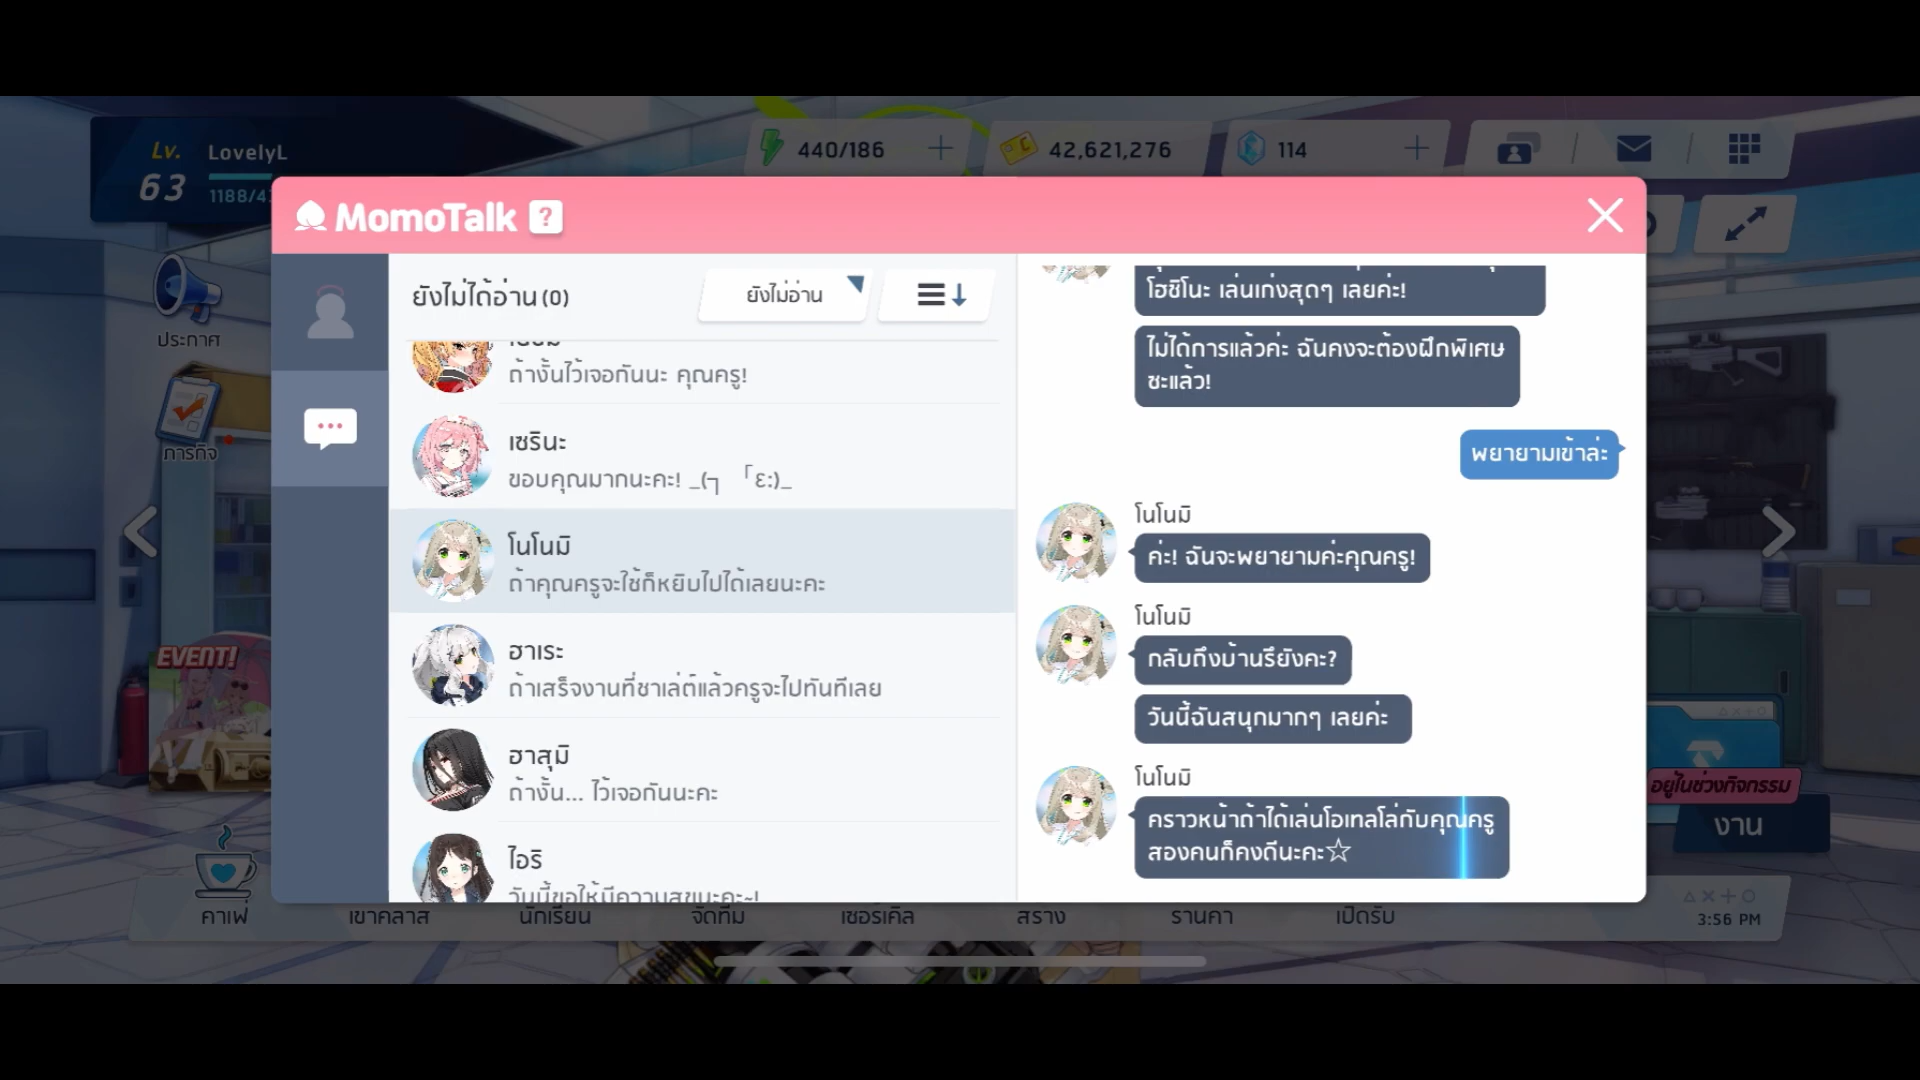 Lv. LovelyL
63
1188/43
440/186
42,621,276
114
MomoTalk ?
ประกาศ
ภารกิจ
EVENT!
ยังไม่ได้อ่าน (0)
ยังไม่อ่าน
ถ้างั้นไว้เจอกันนะ คุณครู!
เซรินะ
ขอบคุณมากนะคะ! _(┐ 「ε:)_
โนโนมิ
ถ้าคุณครูจะใช้ก็หยิบไปได้เลยนะคะ
ฮาเระ
ถ้าเสร็จงานที่ชาเล่ต์แล้วครูจะไปทันทีเลย
ฮาสุมิ
ถ้างั้น... ไว้เจอกันนะคะ
ไอริ
วันนี้ขอให้มีความสุขนะคะ~!
โฮชิโนะ เล่นเก่งสุดๆ เลยค่ะ!
ไม่ได้การแล้วค่ะ ฉันคงจะต้องฝึกพิเศษ
ซะแล้ว!
พยายามเข้าล่ะ
โนโนมิ
ค่ะ! ฉันจะพยายามค่ะคุณครู!
โนโนมิ
กลับถึงบ้านรึยังคะ?
วันนี้ฉันสนุกมากๆ เลยค่ะ
โนโนมิ
คราวหน้าถ้าได้เล่นโอเทลโล่กับคุณครู
สองคนก็คงดีนะคะ☆
อยู่ในช่วงกิจกรรม
งาน
คาเฟ่
นักเรียน
จัดทีม
เซอร์เคิล
สร้าง
ร้านค้า
เปิดรับ
3:56 PM